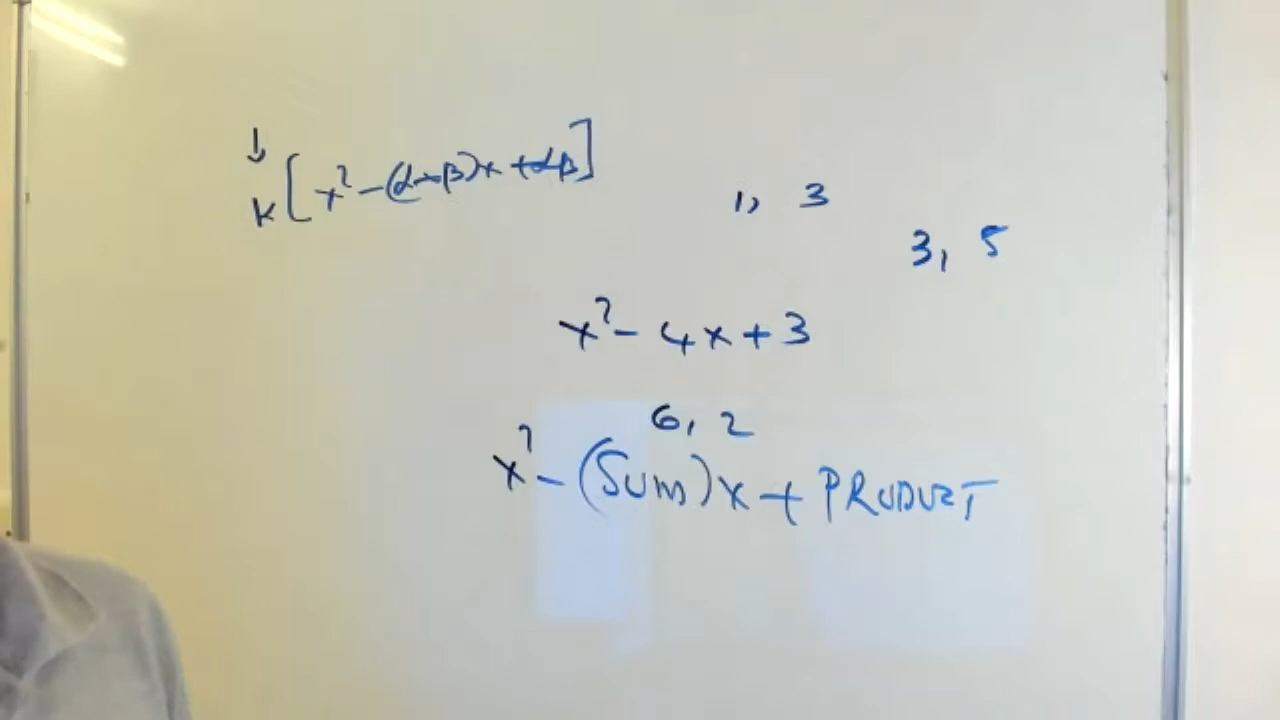 ↓
k[x²-(α+β)x+αβ]
1, 3
3, 5
x²-4x+3
6, 2
x²-(SUM)x+PRODUCT